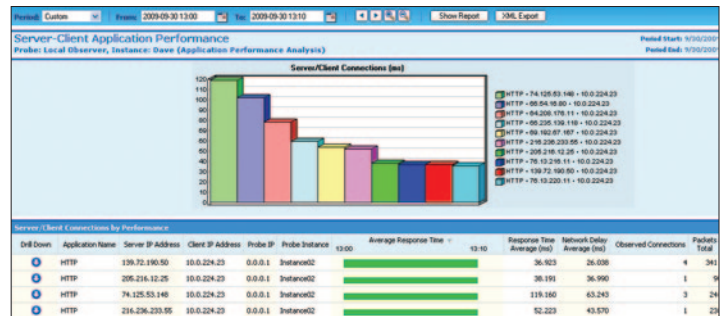 Period: Custom From: 2009-09-30 13:00 To: 2009-09-30 13:10 Show Report XML Export
Server-Client Application Performance
Period Start: 9/30/200
Probe: Local Observer, Instance: Dave (Application Performance Analysis)
Period End: 9/30/200
Server/Client Connections (ms)
120
110
100
90
80
70
60
50
40
30
20
10
0
HTTP - 74.125.53.148 - 10.0.224.23
HTTP - 66.54.16.80 - 10.0.224.23
HTTP - 64.208.176.11 - 10.0.224.23
HTTP - 66.235.139.118 - 10.0.224.23
HTTP - 69.192.67.167 - 10.0.224.23
HTTP - 216.236.233.55 - 10.0.224.23
HTTP - 205.216.12.25 - 10.0.224.23
HTTP - 76.13.216.11 - 10.0.224.23
HTTP - 139.72.190.50 - 10.0.224.23
HTTP - 76.13.220.11 - 10.0.224.23
Server/Client Connections by Performance
Drill Down Application Name Server IP Address Client IP Address Probe IP Probe Instance 13:00 Average Response Time 13:10 Response Time Average (ms) Network Delay Average (ms) Observed Connections Packets Total
HTTP 139.72.190.50 10.0.224.23 0.0.0.1 Instance02 36.923 26.038 4 341
HTTP 205.216.12.25 10.0.224.23 0.0.0.1 Instance02 38.191 36.990 1 9
HTTP 74.125.53.148 10.0.224.23 0.0.0.1 Instance02 119.160 63.243 3 24
HTTP 216.236.233.55 10.0.224.23 0.0.0.1 Instance02 52.223 43.570 1 23